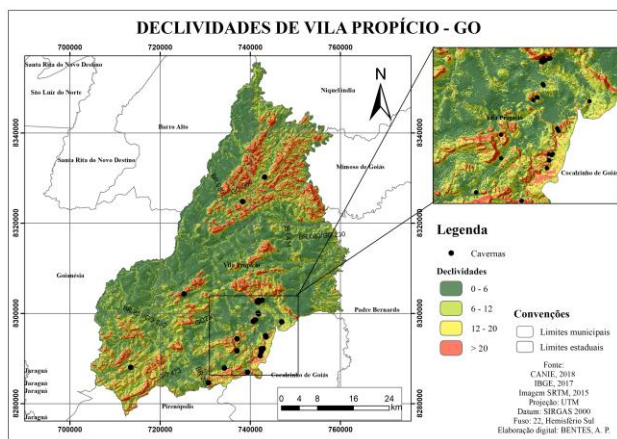 DECLIVIDADES DE VILA PROPÍCIO - GO
700000
720000
740000
760000
Santa Rita do Novo Destino
São Luiz do Norte
Niquelândia
N
Barro Alto
8340000
8340000
Santa Rita do Novo Destino
Mimoso de Goiás
Vila Propício
Cocalzinho de Goiás
8320000
8320000
Vila Propício
Goianésia
8300000
8300000
Padre Bernardo
Jaraguá
Jaraguá
Jaraguá
Jaraguá
Cocalzinho de Goiás
Pirenópolis
8280000
8280000
0 4 8 16 24
km
700000
720000
740000
760000
Legenda
Cavernas
Declividades
0 - 6
6 - 12
12 - 20
> 20
Convenções
Limites municipais
Limites estaduais
Fonte:
CANIE, 2018
IBGE, 2017
Imagem SRTM, 2015
Projeção: UTM
Datum: SIRGAS 2000
Fuso: 22, Hemisfério Sul
Elaboração digital: BENTES, A. P.